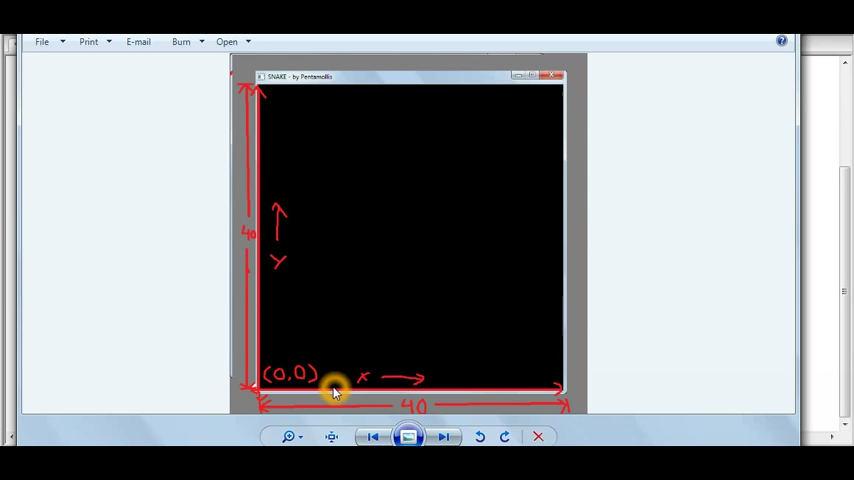 File Print E-mail Burn Open
SNAKE - by Pentamollis
40
Y
(0,0) x
40